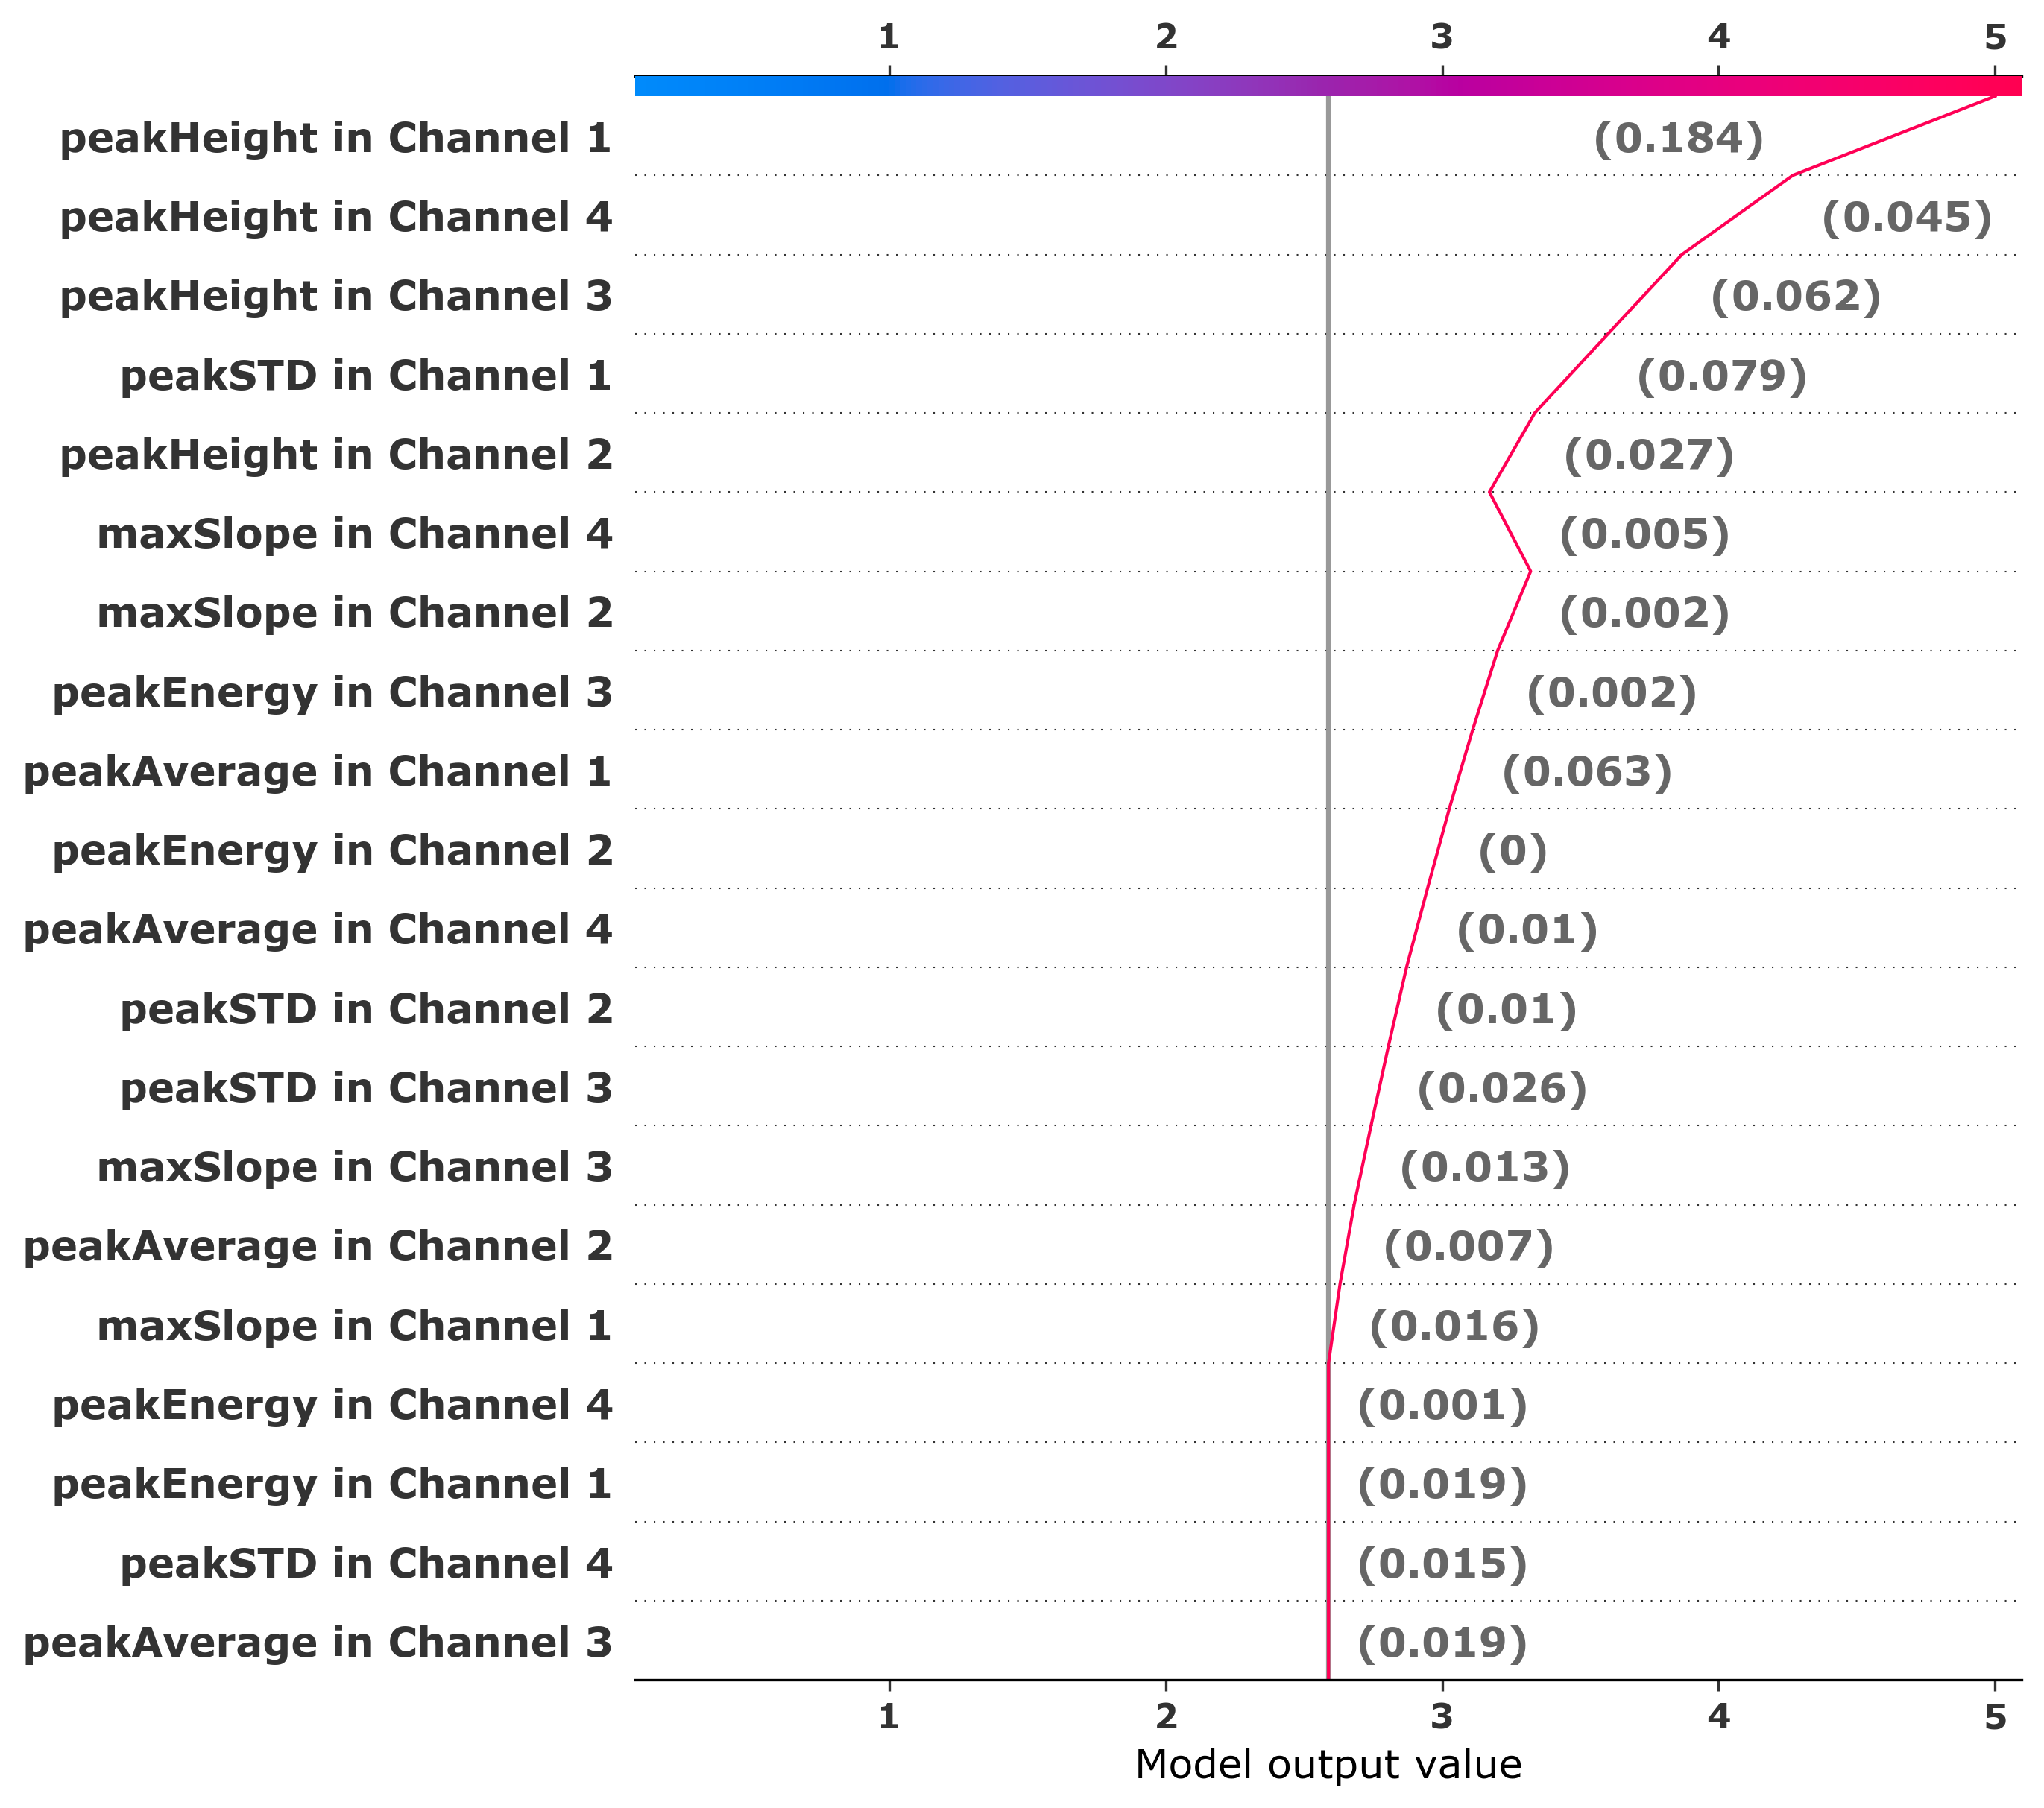 1 2 3 4 5
peakHeight in Channel 1 (0.184)
peakHeight in Channel 4 (0.045)
peakHeight in Channel 3 (0.062)
peakSTD in Channel 1 (0.079)
peakHeight in Channel 2 (0.027)
maxSlope in Channel 4 (0.005)
maxSlope in Channel 2 (0.002)
peakEnergy in Channel 3 (0.002)
peakAverage in Channel 1 (0.063)
peakEnergy in Channel 2 (0)
peakAverage in Channel 4 (0.01)
peakSTD in Channel 2 (0.01)
peakSTD in Channel 3 (0.026)
maxSlope in Channel 3 (0.013)
peakAverage in Channel 2 (0.007)
maxSlope in Channel 1 (0.016)
peakEnergy in Channel 4 (0.001)
peakEnergy in Channel 1 (0.019)
peakSTD in Channel 4 (0.015)
peakAverage in Channel 3 (0.019)
1 2 3 4 5
Model output value